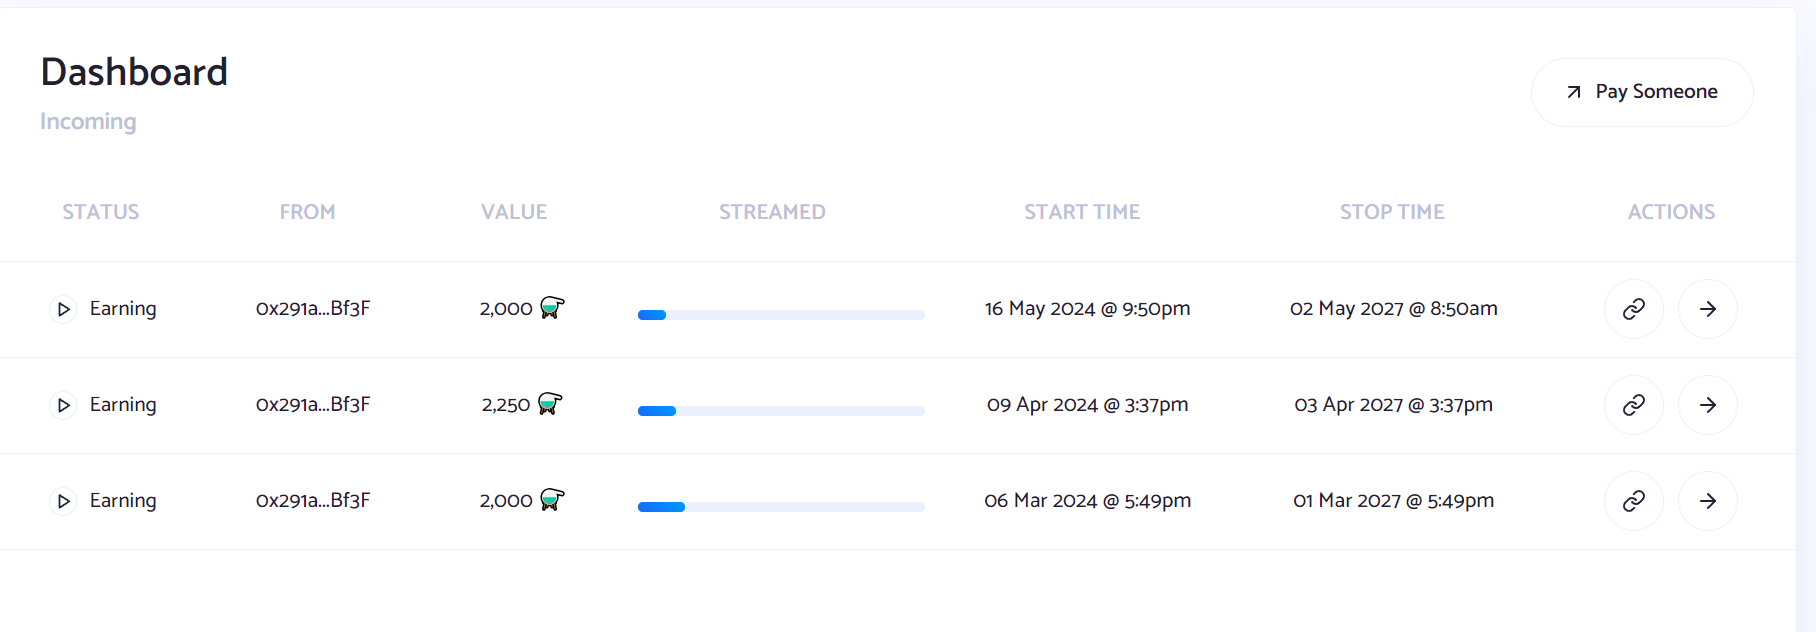 Dashboard
Incoming
Pay Someone
STATUS FROM VALUE STREAMED START TIME STOP TIME ACTIONS
Earning 0x291a...Bf3F 2,000 16 May 2024 @ 9:50pm 02 May 2027 @ 8:50am
Earning 0x291a...Bf3F 2,250 09 Apr 2024 @ 3:37pm 03 Apr 2027 @ 3:37pm
Earning 0x291a...Bf3F 2,000 06 Mar 2024 @ 5:49pm 01 Mar 2027 @ 5:49pm